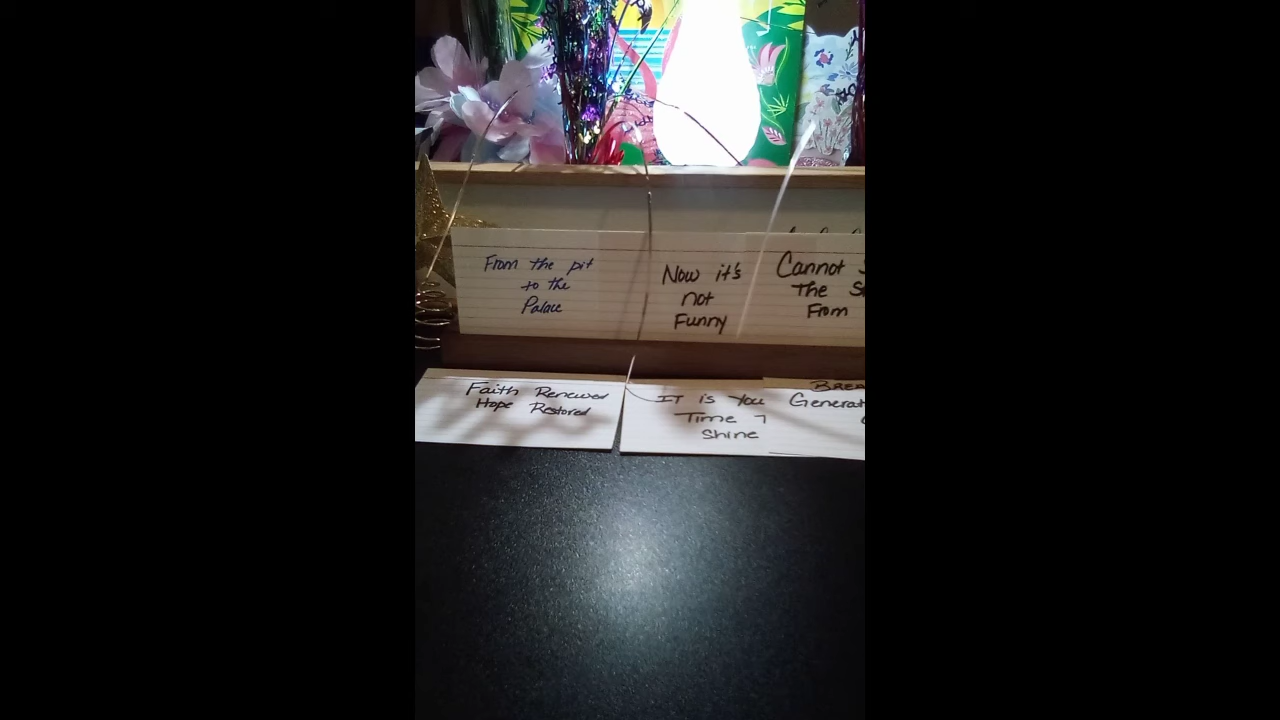 From the pit
to the
Palace
Now it's
not
Funny
Cannot
The
From
Faith Renewed
Hope Restored
IT is You
Time
Shine